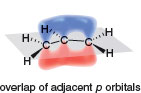 H H
C C C
H H H
overlap of adjacent p orbitals